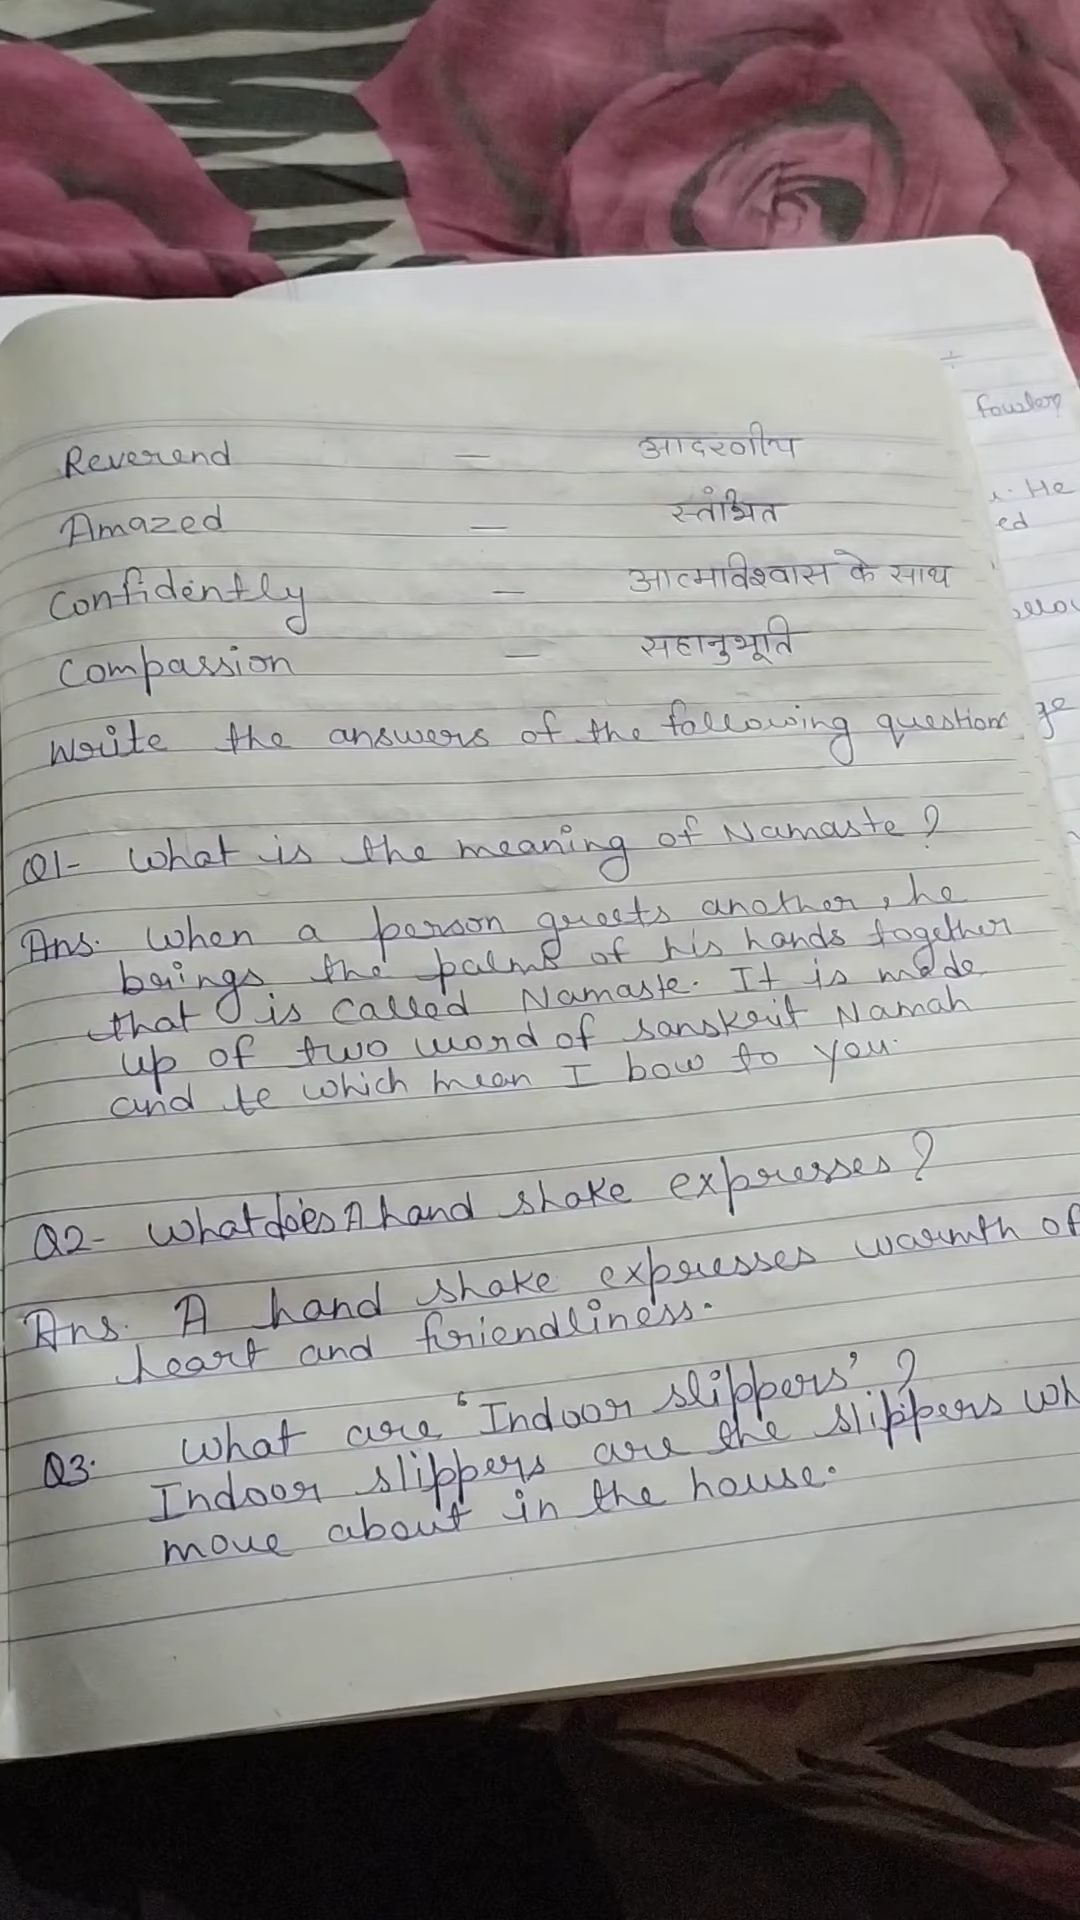 Reverend — आदरणीय
Amazed — स्तंभित
Confidently — आत्मविश्वास के साथ
Compassion — सहानुभूति
Write the answers of the following question
Q1- What is the meaning of Namaste?
Ans. When a person greets another, he
brings the palms of his hands together
that is called Namaste. It is made
up of two word of sanskrit Namah
and te which mean I bow to you.
Q2- What does A hand shake expresses?
Ans. A hand shake expresses warmth of
heart and friendliness.
Q3. What are 'Indoor slippers'?
Indoor slippers are the slippers wh
move about in the house.
He
ed
ge